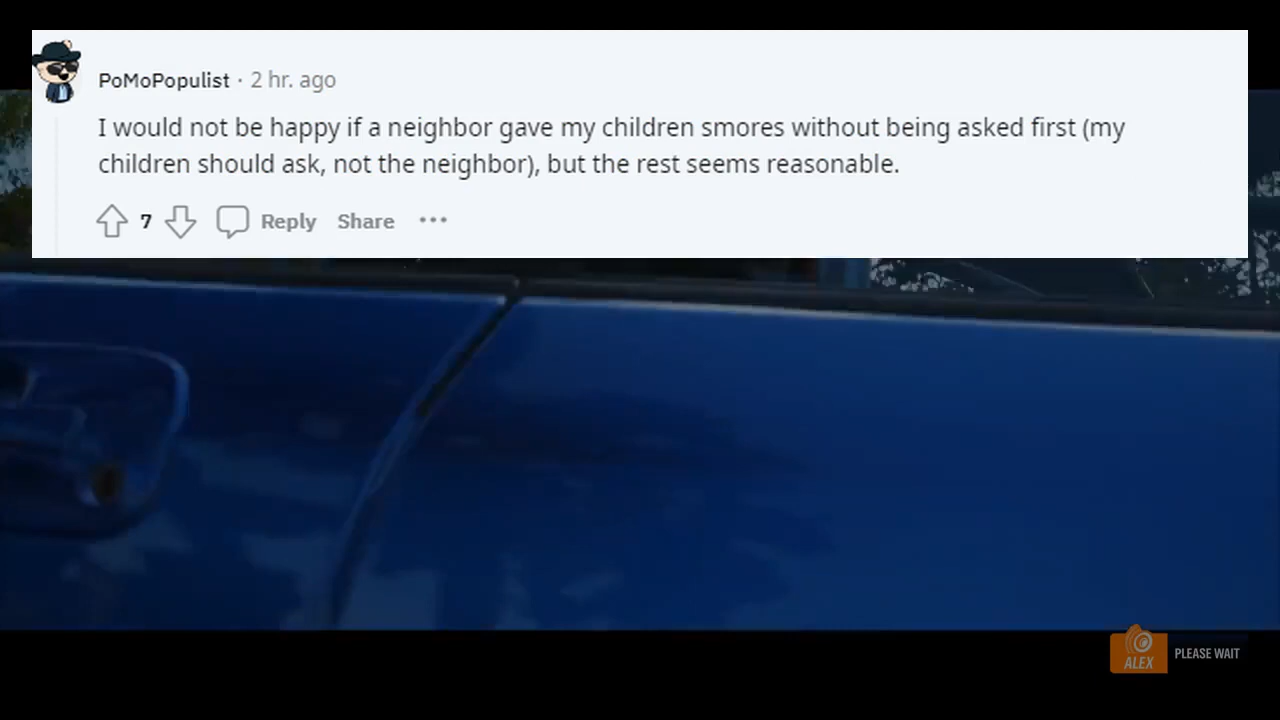 PoMoPopulist · 2 hr. ago
I would not be happy if a neighbor gave my children smores without being asked first (my
children should ask, not the neighbor), but the rest seems reasonable.
7 Reply Share ···
ALEX PLEASE WAIT